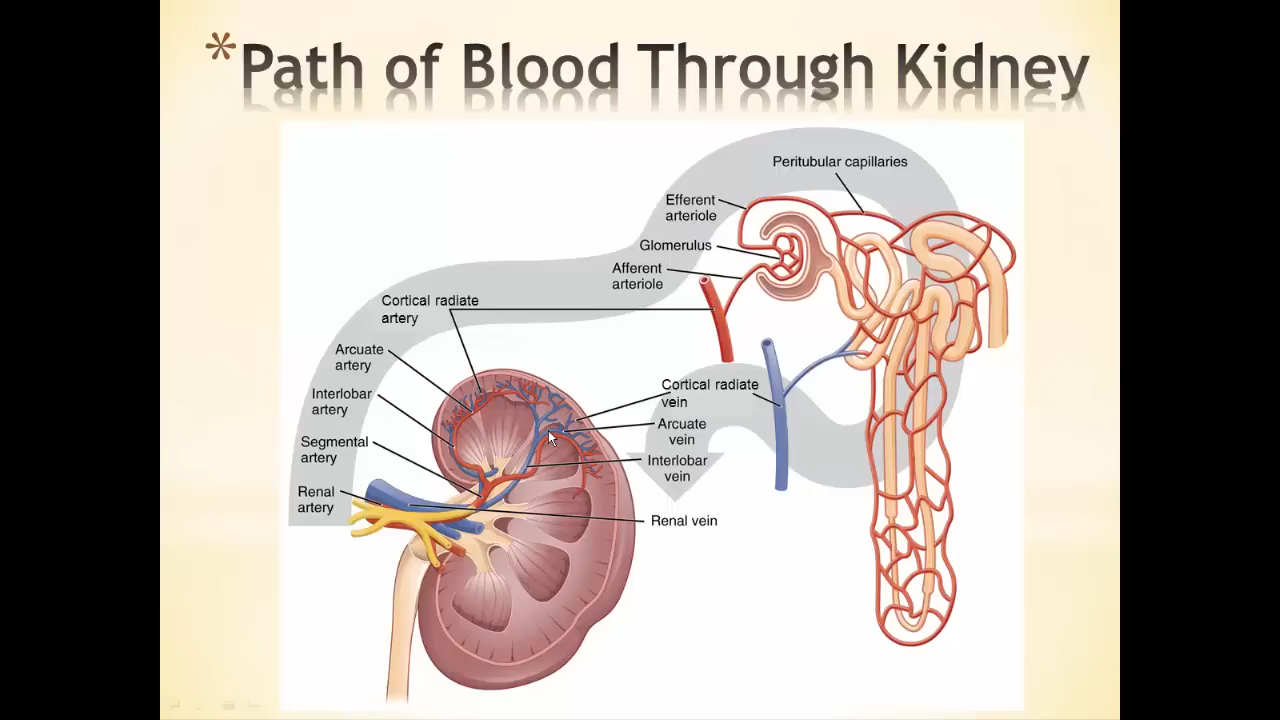 * Path of Blood Through Kidney
Peritubular capillaries
Efferent
arteriole
Glomerulus
Afferent
arteriole
Cortical radiate
artery
Arcuate
artery
Interlobar
artery
Segmental
artery
Renal
artery
Cortical radiate
vein
Arcuate
vein
Interlobar
vein
Renal vein